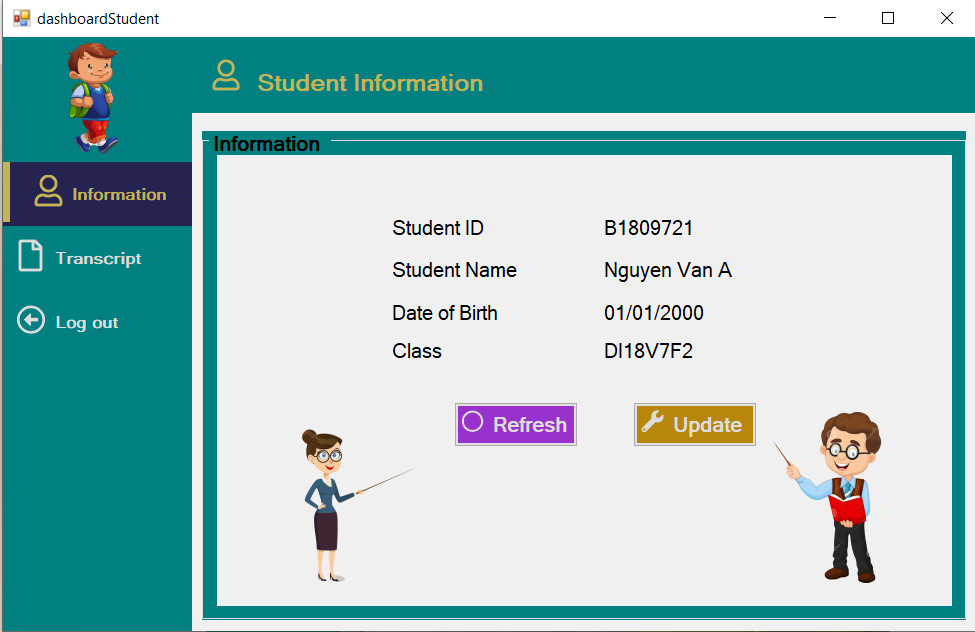 dashboardStudent
Student Information
Information
Transcript
Log out
Information
Student ID B1809721
Student Name Nguyen Van A
Date of Birth 01/01/2000
Class DI18V7F2
Refresh Update